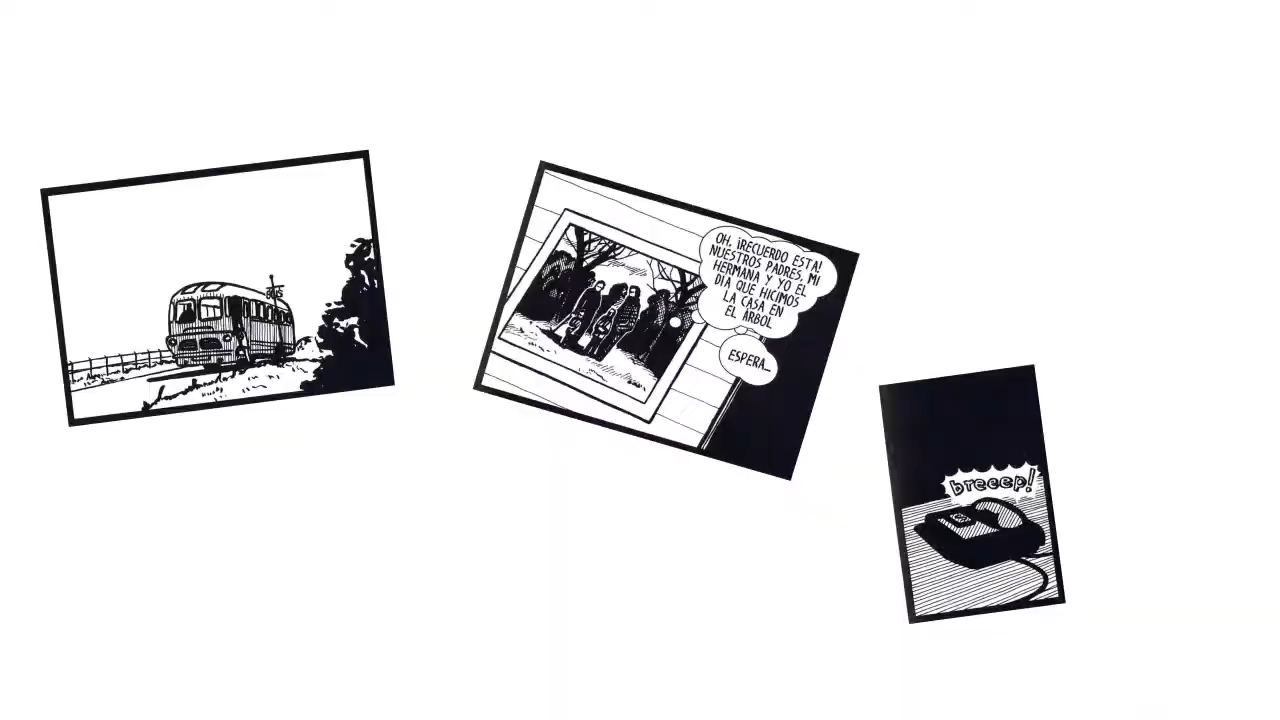 BUS
OH, ¡RECUERDO ESTA!
NUESTROS PADRES, MI
HERMANA Y YO EL
DÍA QUE HICIMOS
LA CASA EN
EL ÁRBOL
ESPERA...
breeep!